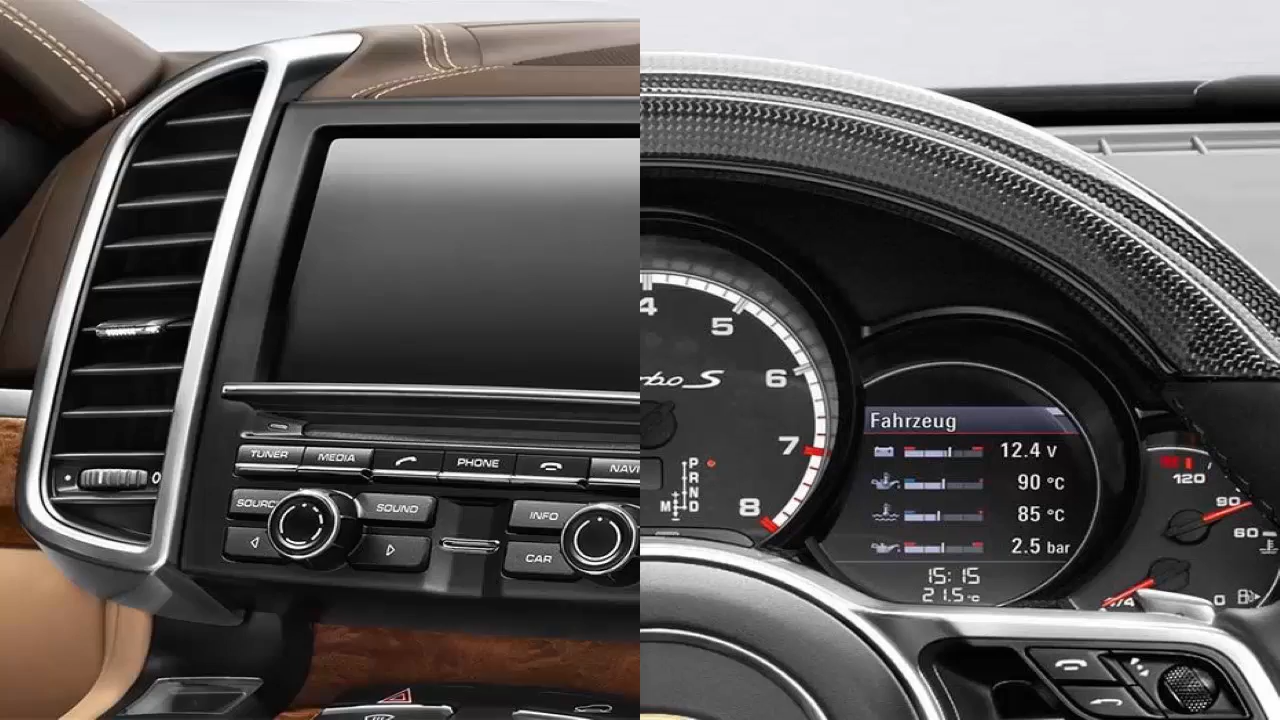 TUNER
MEDIA
PHONE
SOUND
INFO
CAR
4
5
6
7
8
S
P
R
N
M D
Fahrzeug
12.4 V
90 °C
85 °C
2.5 bar
15:15
21.5 °C
120
90
60
0